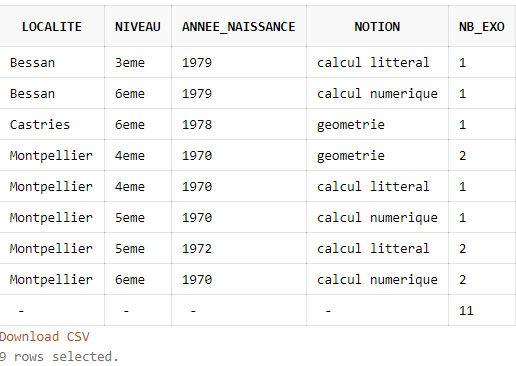 LOCALITE NIVEAU ANNEE_NAISSANCE NOTION NB_EXO
Bessan 3eme 1979 calcul litteral 1
Bessan 6eme 1979 calcul numerique 1
Castries 6eme 1978 geometrie 1
Montpellier 4eme 1970 geometrie 2
Montpellier 4eme 1970 calcul litteral 1
Montpellier 5eme 1970 calcul numerique 1
Montpellier 5eme 1972 calcul litteral 2
Montpellier 6eme 1970 calcul numerique 2
- - - - 11
Download CSV
9 rows selected.